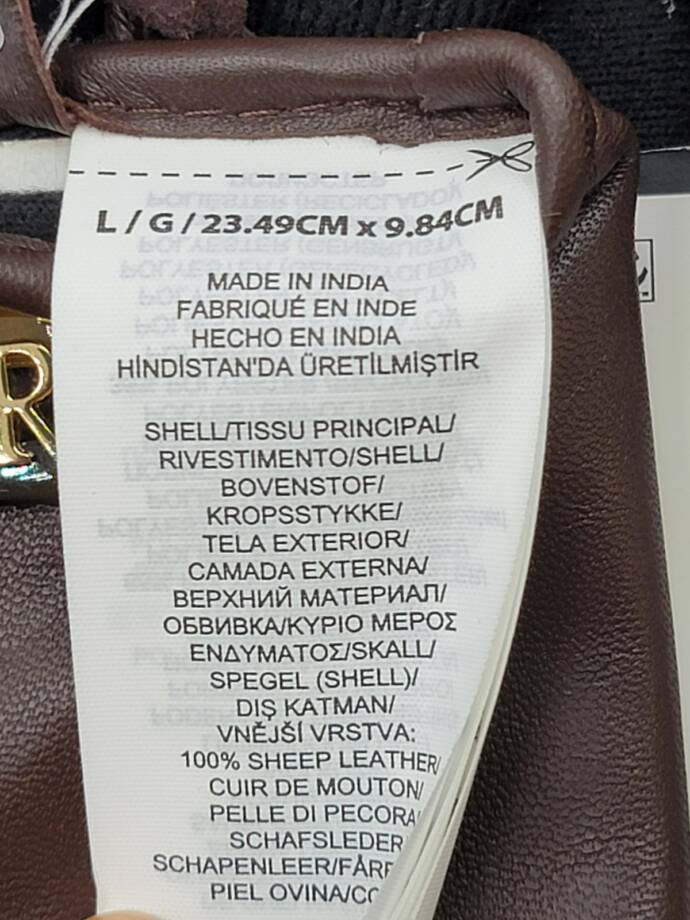 L / G / 23.49CM x 9.84CM
MADE IN INDIA
FABRIQUÉ EN INDE
HECHO EN INDIA
HİNDİSTAN'DA ÜRETİLMİŞTİR
SHELL/TISSU PRINCIPAL/
RIVESTIMENTO/SHELL/
BOVENSTOF/
KROPSSTYKKE/
TELA EXTERIOR/
CAMADA EXTERNA/
ВЕРХНИЙ МАТЕРИАЛ/
ОБВИВКА/ΚΥΡΙΟ ΜΕΡΟΣ
ΕΝΔΥΜΑΤΟΣ/SKALL/
SPEGEL (SHELL)/
DIŞ KATMAN/
VNĚJŠÍ VRSTVA:
100% SHEEP LEATHER/
CUIR DE MOUTON/
PELLE DI PECORA/
SCHAFSLEDER/
SCHAPENLEER/
PIEL OVINA/
R